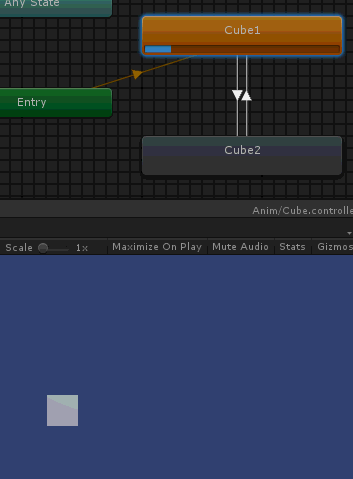 Any State
Cube1
Entry
Cube2
Anim/Cube.controlle
Scale 1x Maximize On Play Mute Audio Stats Gizmos